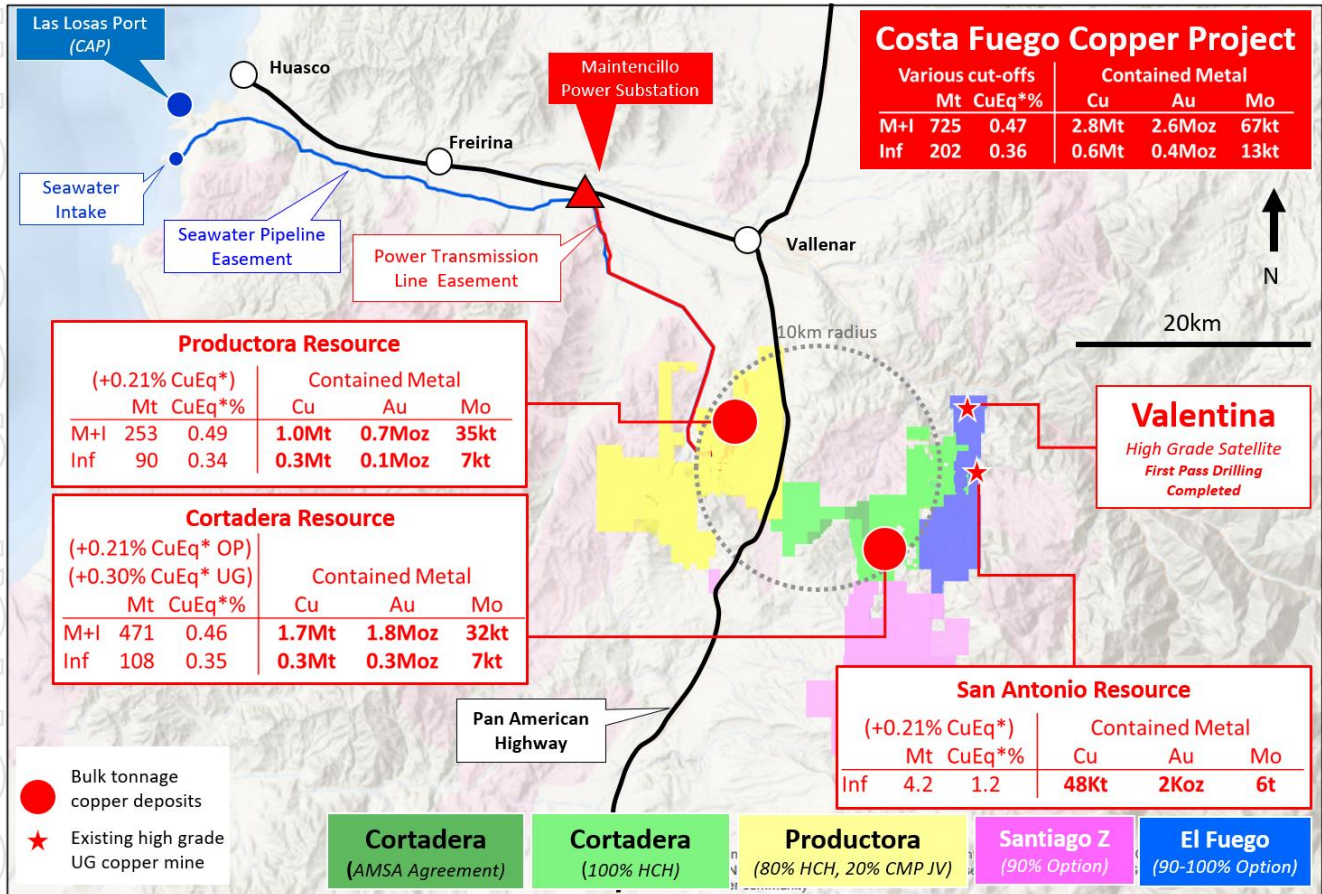 Las Losas Port
(CAP)
Huasco
Maintencillo
Power Substation
Costa Fuego Copper Project
Various cut-offs Contained Metal
Mt CuEq*% Cu Au Mo
M+I 725 0.47 2.8Mt 2.6Moz 67kt
Inf 202 0.36 0.6Mt 0.4Moz 13kt
Freirina
Seawater
Intake
Seawater Pipeline
Easement
Power Transmission
Line Easement
Vallenar
N
20km
10km radius
Productora Resource
(+0.21% CuEq*) Contained Metal
Mt CuEq*% Cu Au Mo
M+I 253 0.49 1.0Mt 0.7Moz 35kt
Inf 90 0.34 0.3Mt 0.1Moz 7kt
Valentina
High Grade Satellite
First Pass Drilling
Completed
Cortadera Resource
(+0.21% CuEq* OP)
(+0.30% CuEq* UG) Contained Metal
Mt CuEq*% Cu Au Mo
M+I 471 0.46 1.7Mt 1.8Moz 32kt
Inf 108 0.35 0.3Mt 0.3Moz 7kt
San Antonio Resource
(+0.21% CuEq*) Contained Metal
Mt CuEq*% Cu Au Mo
Inf 4.2 1.2 48Kt 2Koz 6t
Pan American
Highway
Bulk tonnage
copper deposits
Existing high grade
UG copper mine
Cortadera
(AMSA Agreement)
Cortadera
(100% HCH)
Productora
(80% HCH, 20% CMP JV)
Santiago Z
(90% Option)
El Fuego
(90-100% Option)